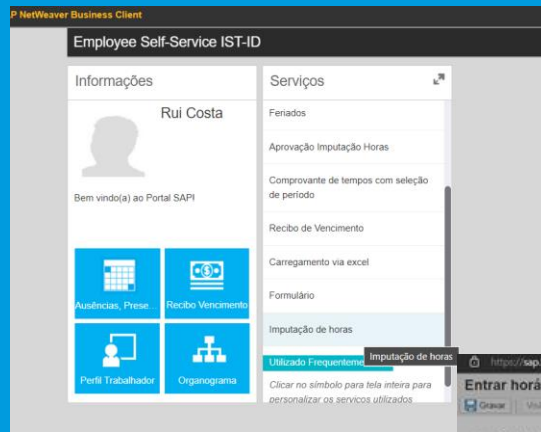 P NetWeaver Business Client
Employee Self-Service IST-ID
Informações
Rui Costa
Bem vindo(a) ao Portal SAP!
Ausências, Prese...
Recibo Vencimento
Perfil Trabalhador
Organograma
Serviços
Feriados
Aprovação Imputação Horas
Comprovante de tempos com seleção
de período
Recibo de Vencimento
Carregamento via excel
Formulário
Imputação de horas
Imputação de horas
Utilizado Frequenteme
Clicar no símbolo para tela inteira para
personalizar os serviços utilizados
https://sap.
Entrar horá
Gravar